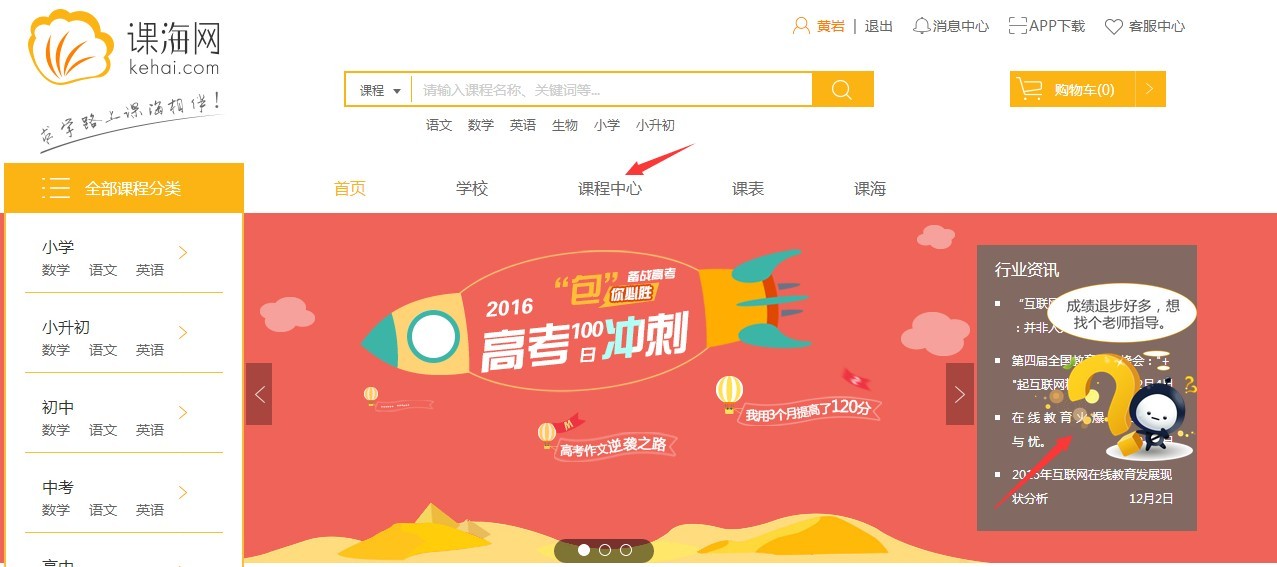 课海网
kehai.com
求学路上课海相伴!
黄岩 | 退出 消息中心 APP下载 客服中心
课程 请输入课程名称、关键词等...
购物车(0)
语文 数学 英语 生物 小学 小升初
全部课程分类
首页 学校 课程中心 课表 课海
小学
数学 语文 英语
小升初
数学 语文 英语
初中
数学 语文 英语
中考
数学 语文 英语
高中
2016
“包” 备战高考
你必胜
高考100日冲刺
我用3个月提高了120分
M
高考作文逆袭之路
行业资讯
“互联
:并非
成绩退步好多,想
找个老师指导。
第四届全国教育 峰会:"+
"起互联网
在线教育火爆
与忧。
2015年互联网在线教育发展现
状分析 12月2日